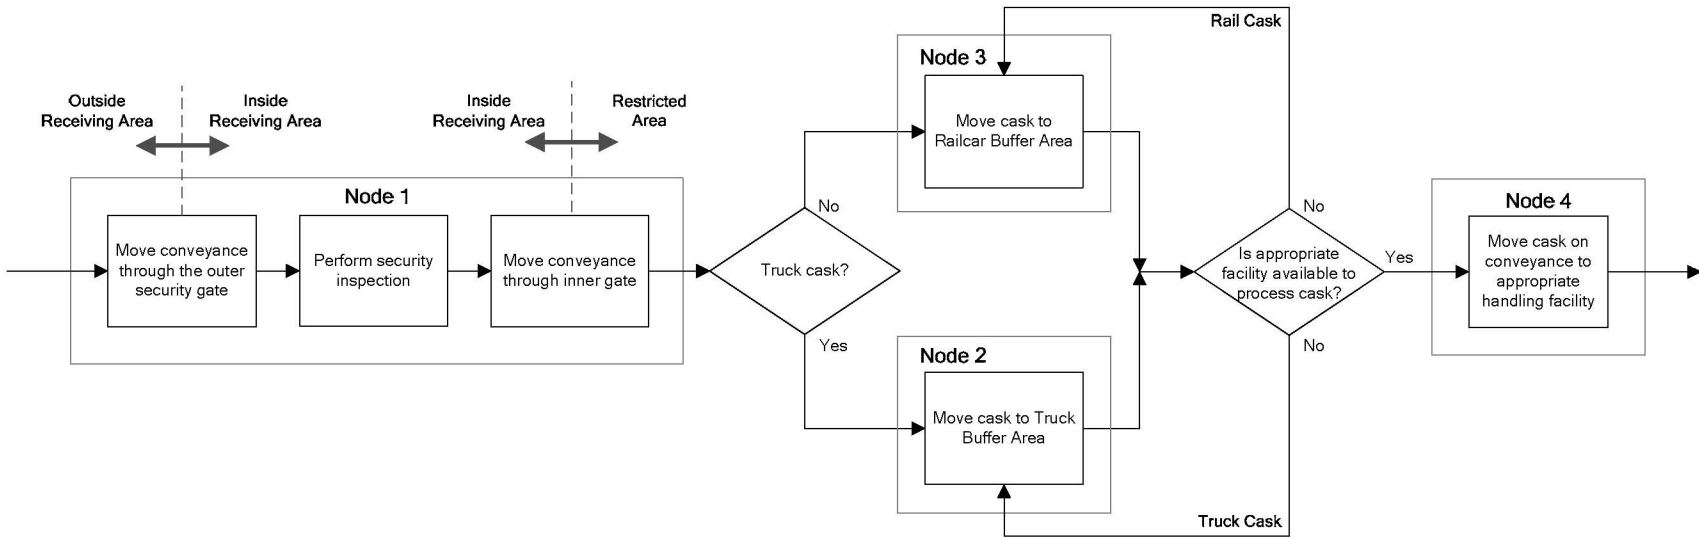 Outside
Receiving Area
Inside
Receiving Area
Inside
Receiving Area
Restricted
Area
Node 1
Move conveyance
through the outer
security gate
Perform security
inspection
Move conveyance
through inner gate
Truck cask?
No
Yes
Node 3
Move cask to
Railcar Buffer Area
Node 2
Move cask to Truck
Buffer Area
Rail Cask
No
Is appropriate
facility available to
process cask?
Yes
No
Truck Cask
Node 4
Move cask on
conveyance to
appropriate
handling facility